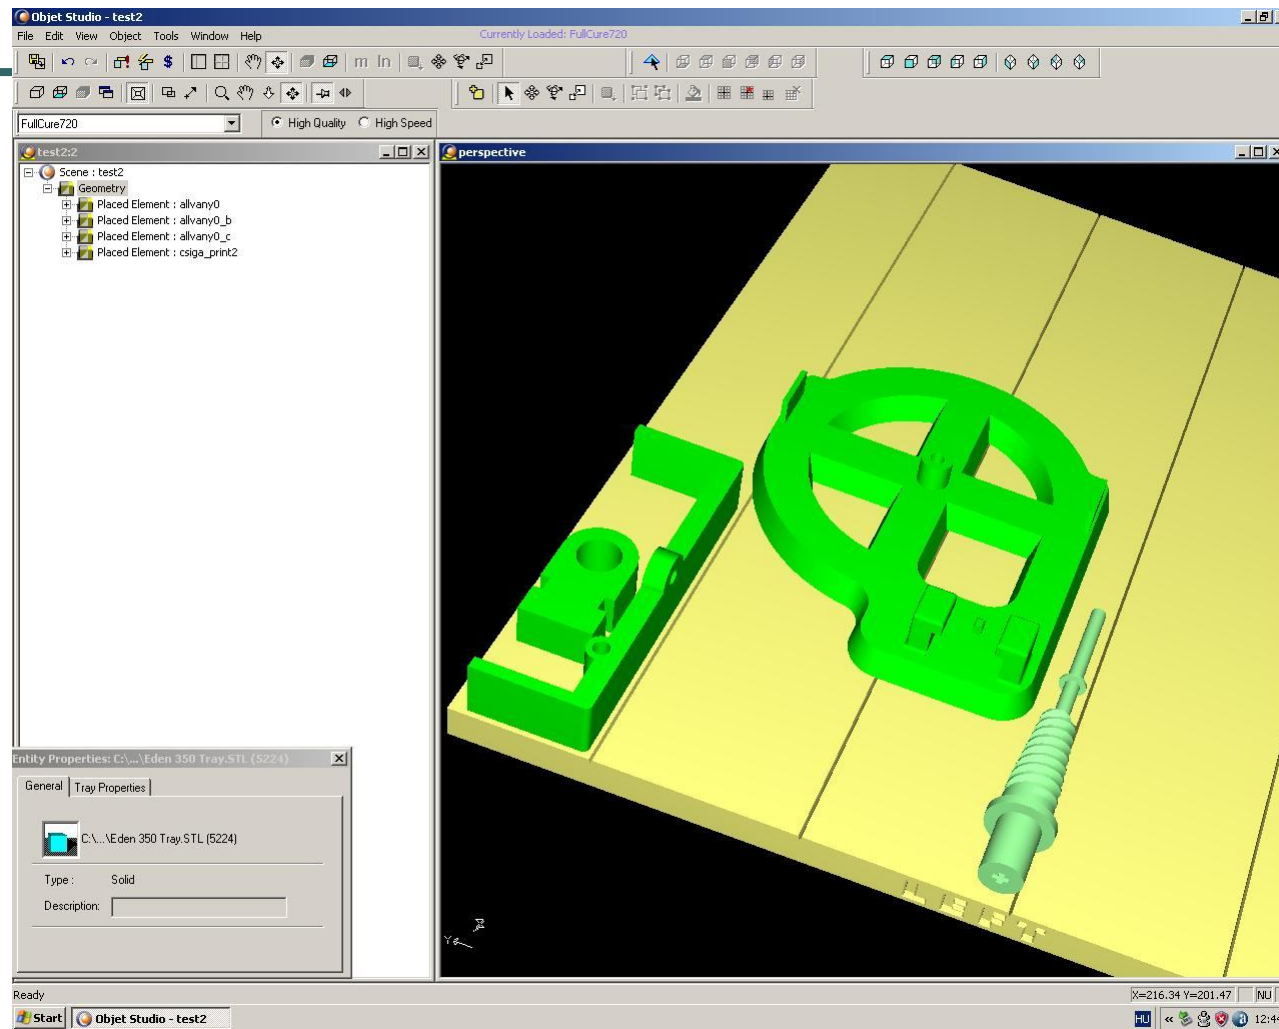 Objet Studio - test2
File Edit View Object Tools Window Help
Currently Loaded: FullCure720
m In
FullCure720
High Quality High Speed
test2:2
Scene : test2
Geometry
Placed Element : allvany0
Placed Element : allvany0_b
Placed Element : allvany0_c
Placed Element : csiga_print2
perspective
Entity Properties: C:\...\Eden 350 Tray.STL (5224)
General Tray Properties
C:\...\Eden 350 Tray.STL (5224)
Type : Solid
Description:
Y
Z
Ready
X=216.34 Y=201.47 NU
Start Objet Studio - test2
HU « 12:44